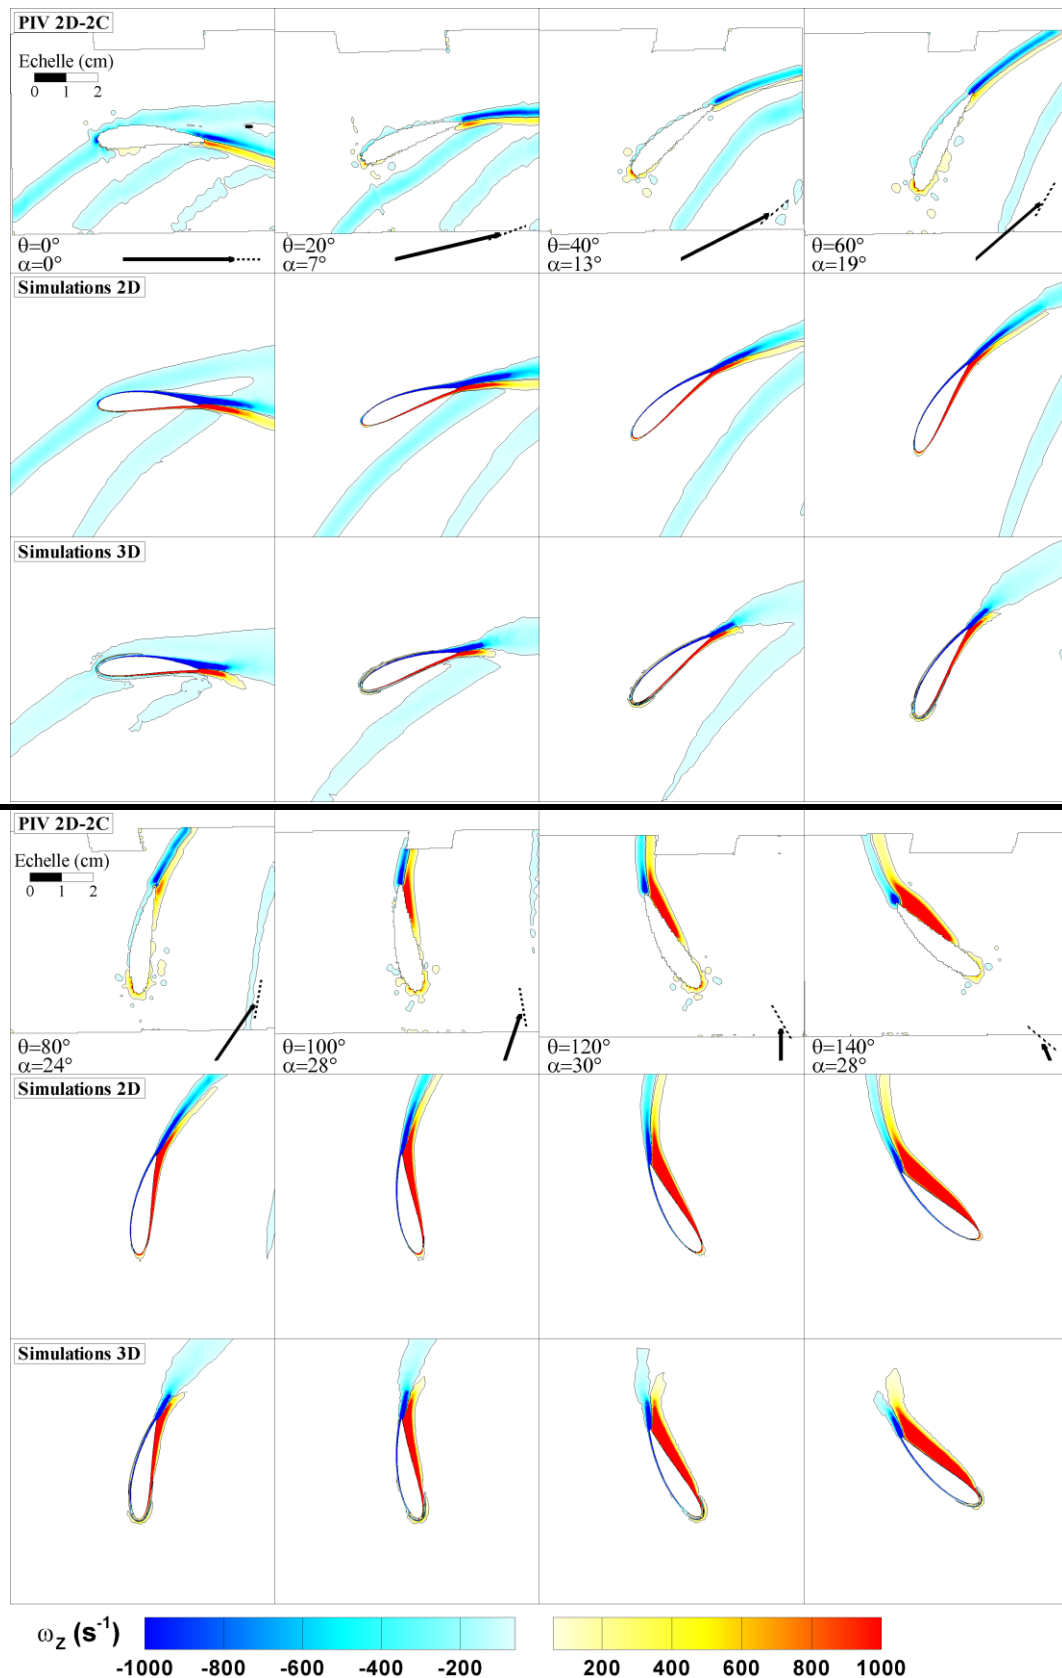 PIV 2D-2C
Echelle (cm)
0 1 2
θ=0°
α=0°
θ=20°
α=7°
θ=40°
α=13°
θ=60°
α=19°
Simulations 2D
Simulations 3D
PIV 2D-2C
Echelle (cm)
0 1 2
θ=80°
α=24°
θ=100°
α=28°
θ=120°
α=30°
θ=140°
α=28°
Simulations 2D
Simulations 3D
ω_Z (s⁻¹)
-1000 -800 -600 -400 -200 200 400 600 800 1000